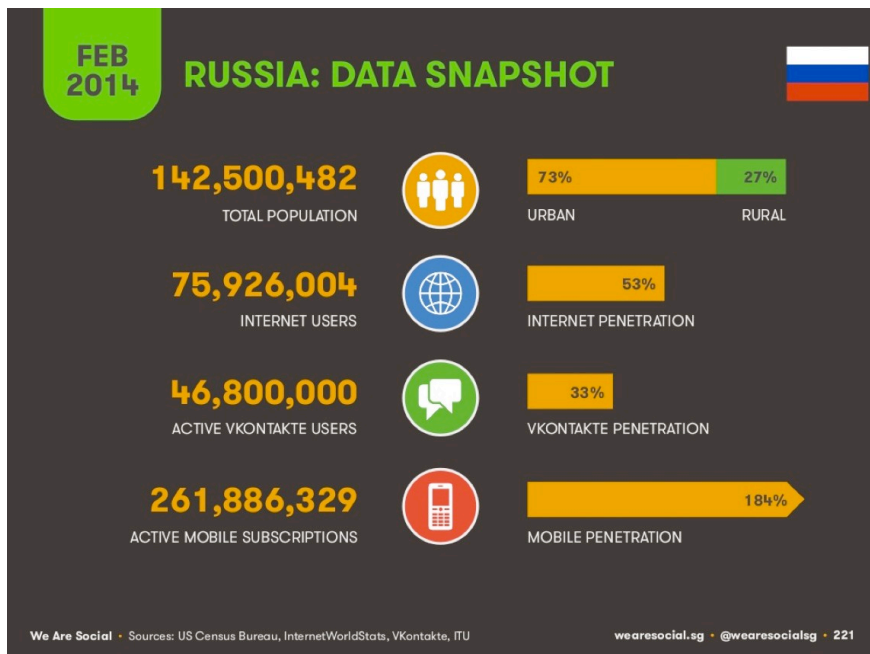 FEB
2014
RUSSIA: DATA SNAPSHOT
142,500,482
TOTAL POPULATION
73%
27%
URBAN
RURAL
75,926,004
INTERNET USERS
53%
INTERNET PENETRATION
46,800,000
ACTIVE VKONTAKTE USERS
33%
VKONTAKTE PENETRATION
261,886,329
ACTIVE MOBILE SUBSCRIPTIONS
184%
MOBILE PENETRATION
We Are Social • Sources: US Census Bureau, InternetWorldStats, VKontakte, ITU
wearesocial.sg • @wearesocialsg • 221